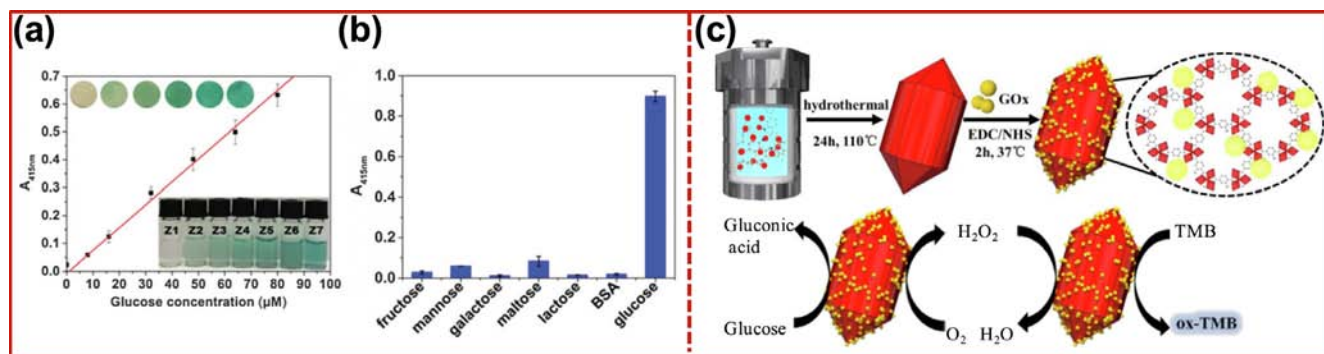 (a)
0.7
0.6
0.5
0.4
0.3
0.2
0.1
0.0
A415nm
Z1 Z2 Z3 Z4 Z5 Z6 Z7
0 10 20 30 40 50 60 70 80 90 100
Glucose concentration (µM)
(b)
1.0
0.8
0.6
0.4
0.2
0.0
A415nm
fructose
mannose
galactose
maltose
lactose
BSA
glucose
(c)
hydrothermal
24h, 110℃
GOx
EDC/NHS
2h, 37℃
Gluconic
acid
H₂O₂
TMB
Glucose
O₂
H₂O
ox-TMB